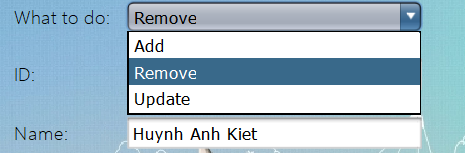 What to do: Remove
Add
ID: Remove
Update
Name: Huynh Anh Kiet